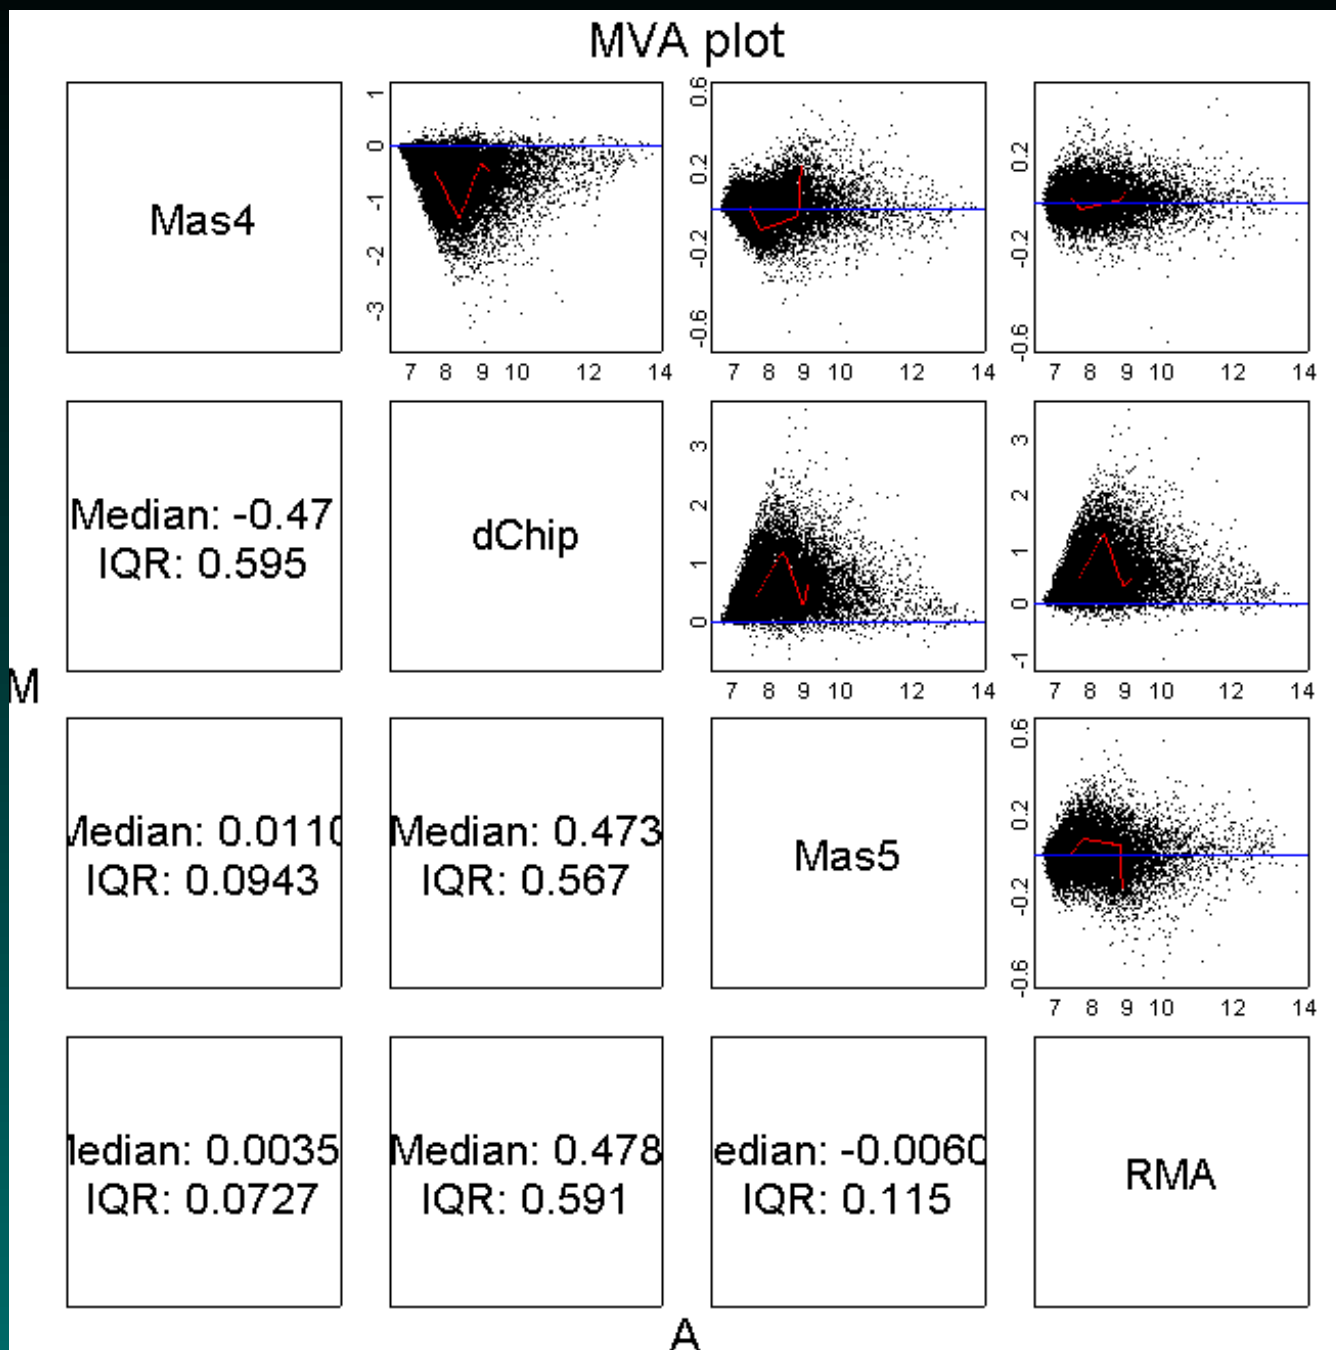 MVA plot
Mas4
1
0
-1
-2
-3
7 8 9 10 12 14
0.6
0.2
-0.2
-0.6
7 8 9 10 12 14
0.2
-0.2
-0.6
7 8 9 10 12 14
Median: -0.47
IQR: 0.595
dChip
3
2
1
0
7 8 9 10 12 14
3
2
1
0
-1
7 8 9 10 12 14
M
Median: 0.0110
IQR: 0.0943
Median: 0.473
IQR: 0.567
Mas5
0.6
0.2
-0.2
-0.6
7 8 9 10 12 14
Median: 0.0035
IQR: 0.0727
Median: 0.478
IQR: 0.591
edian: -0.0060
IQR: 0.115
RMA
A